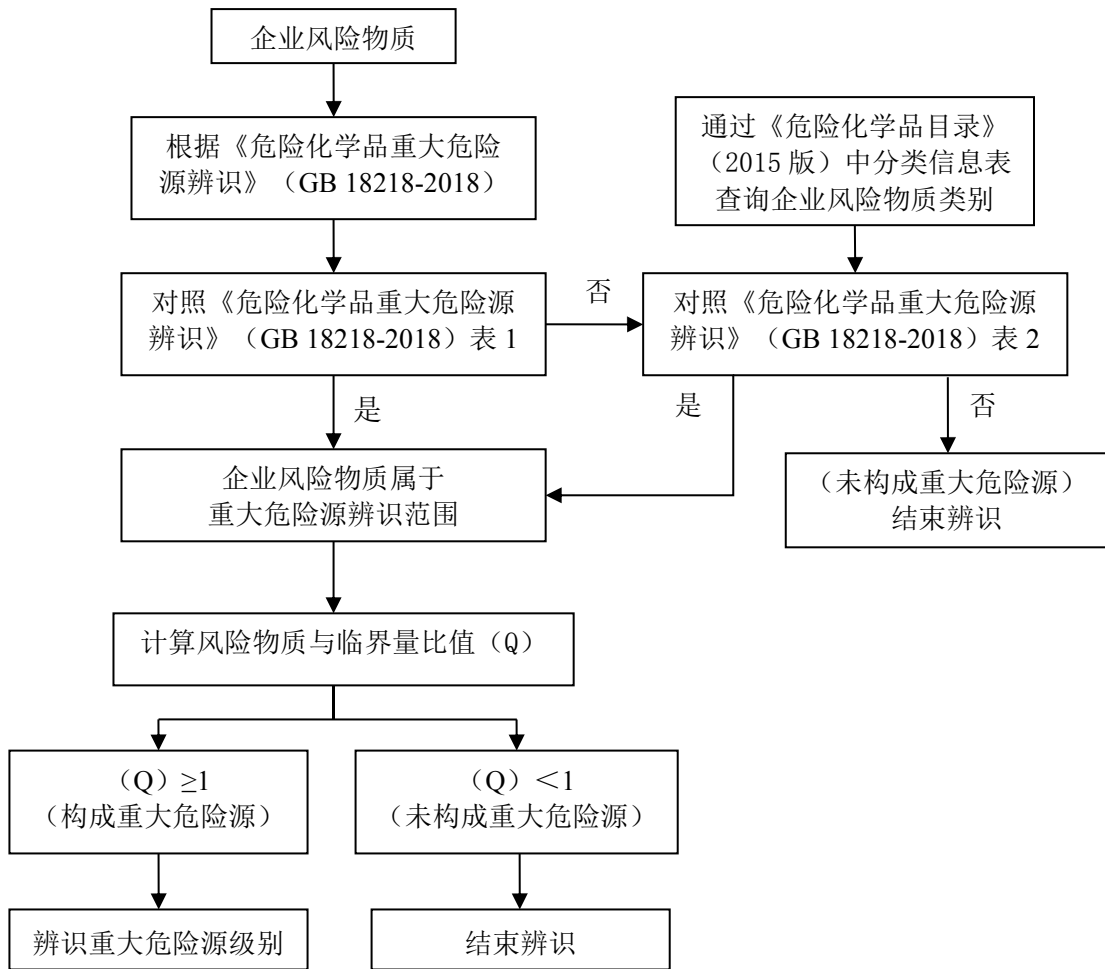 企业风险物质
根据《危险化学品重大危险
源辨识》（GB 18218-2018）
通过《危险化学品目录》
（2015 版）中分类信息表
查询企业风险物质类别
对照《危险化学品重大危险源
辨识》（GB 18218-2018）表 1
否
对照《危险化学品重大危险源
辨识》（GB 18218-2018）表 2
是
是
否
企业风险物质属于
重大危险源辨识范围
（未构成重大危险源）
结束辨识
计算风险物质与临界量比值（Q）
（Q）≥1
（构成重大危险源）
（Q）＜1
（未构成重大危险源）
辨识重大危险源级别
结束辨识